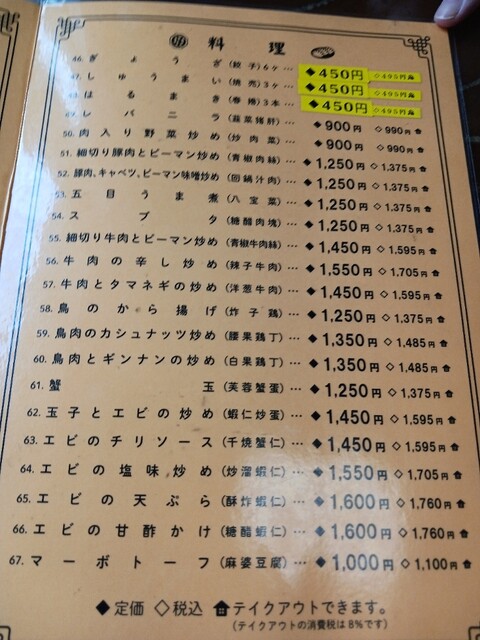 料理
46. ぎょうざ (餃子)6ヶ… ◆450円 ◇495円
47. しゅうまい (焼売)3ヶ… ◆450円 ◇495円
48. はるまき (春捲)3本… ◆450円 ◇495円
49. レバニラ (韮菜猪肝)… ◆900円 ◇990円
50. 肉入り野菜炒め (炒肉菜)… ◆900円 ◇990円
51. 細切り豚肉とピーマン炒め (青椒肉絲)… ◆1,250円 ◇1,375円
52. 豚肉、キャベツ、ピーマン味噌炒め (回鍋汁肉)… ◆1,250円 ◇1,375円
53. 五目うま煮 (八宝菜)… ◆1,250円 ◇1,375円
54. スブタ (糖醋肉塊)… ◆1,250円 ◇1,375円
55. 細切り牛肉とピーマン炒め (青椒牛肉絲)… ◆1,450円 ◇1,595円
56. 牛肉の辛し炒め (辣子牛肉)… ◆1,550円 ◇1,705円
57. 牛肉とタマネギの炒め (洋葱牛肉)… ◆1,450円 ◇1,595円
58. 鳥のから揚げ (炸子鶏)… ◆1,250円 ◇1,375円
59. 鳥肉のカシュナッツ炒め (腰果鶏丁)… ◆1,350円 ◇1,485円
60. 鳥肉とギンナンの炒め (白果鶏丁)… ◆1,350円 ◇1,485円
61. 蟹玉 (芙蓉蟹蛋)… ◆1,250円 ◇1,375円
62. 玉子とエビの炒め (蝦仁炒蛋)… ◆1,450円 ◇1,595円
63. エビのチリソース (干焼蟹仁)… ◆1,450円 ◇1,595円
64. エビの塩味炒め (炒溜蝦仁)… ◆1,550円 ◇1,705円
65. エビの天ぷら (酥炸蝦仁)… ◆1,600円 ◇1,760円
66. エビの甘酢かけ (糖醋蝦仁)… ◆1,600円 ◇1,760円
67. マーボトーフ (麻婆豆腐)… ◆1,000円 ◇1,100円
◆定価 ◇税込 テイクアウトできます。
(テイクアウトの消費税は8%です)